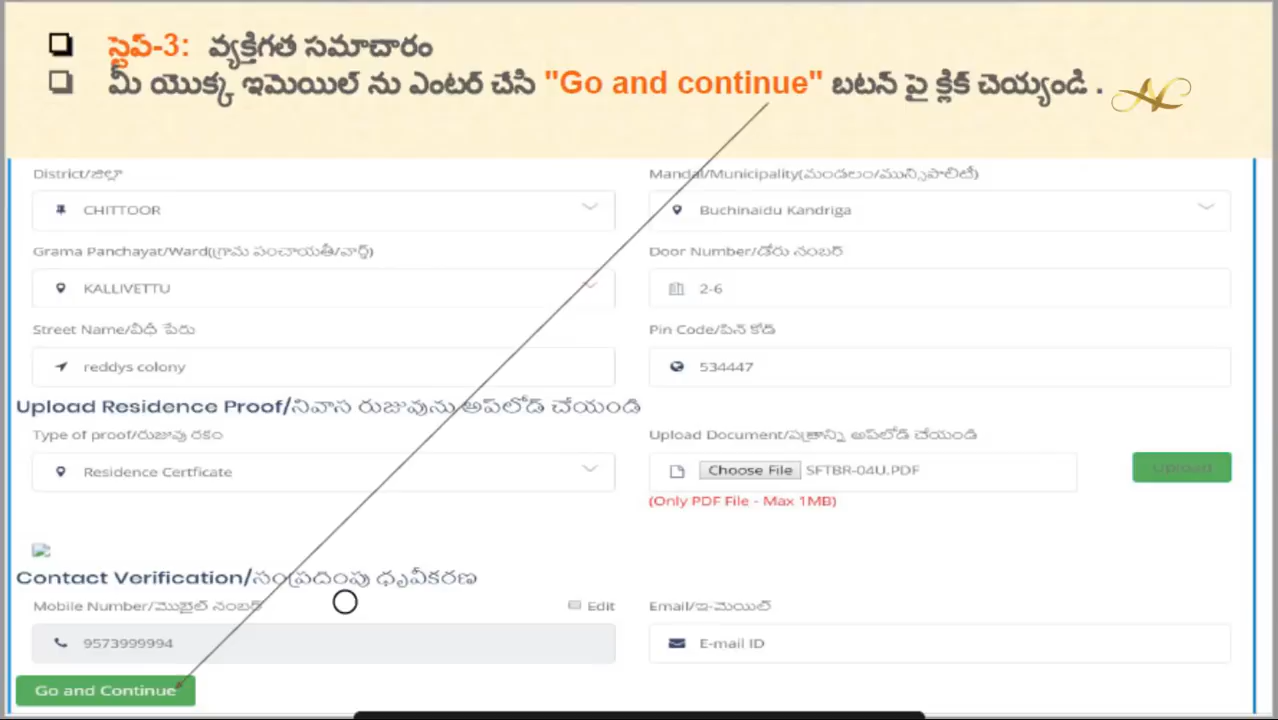 స్టెప్-3: వ్యక్తిగత సమాచారం
మీ యొక్క ఇమెయిల్ ను ఎంటర్ చేసి "Go and continue" బటన్ పై క్లిక్ చెయ్యండి .
District/జిల్లా
Mandal/Municipality(మండలం/మున్సిపాలిటీ)
CHITTOOR
Buchinaidu Kandriga
Grama Panchayat/Ward(గ్రామ పంచాయతీ/వార్డ్)
Door Number/డోరు నంబర్
KALLIVETTU
2-6
Street Name/వీధి పేరు
Pin Code/పిన్ కోడ్
reddys colony
534447
Upload Residence Proof/నివాస రుజువును అప్‌లోడ్ చేయండి
Type of proof/రుజువు రకం
Upload Document/పత్రాన్ని అప్‌లోడ్ చేయండి
Residence Certficate
Choose File SFTBR-04U.PDF
Upload
(Only PDF File - Max 1MB)
Contact Verification/సంప్రదింపు ధృవీకరణ
Mobile Number/మొబైల్ నంబర్
Edit
Email/ఇ-మెయిల్
9573999994
E-mail ID
Go and Continue